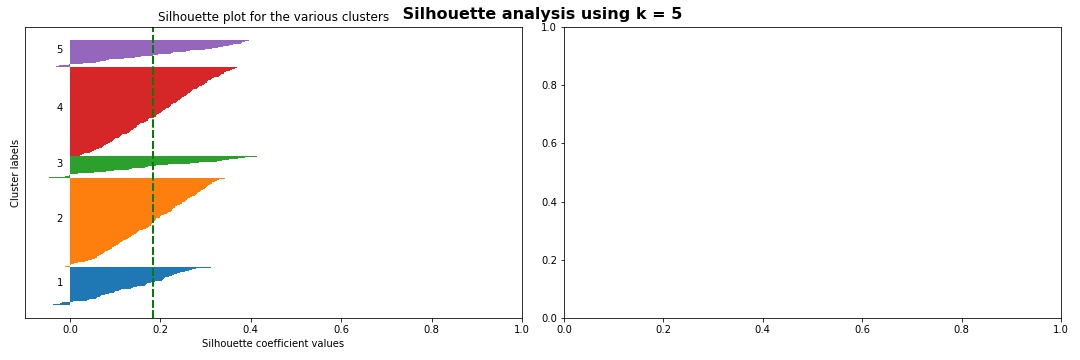 Silhouette analysis using k = 5
Silhouette plot for the various clusters
Cluster labels
5
4
3
2
1
0.0 0.2 0.4 0.6 0.8 1.0
Silhouette coefficient values
1.0
0.8
0.6
0.4
0.2
0.0
0.0 0.2 0.4 0.6 0.8 1.0